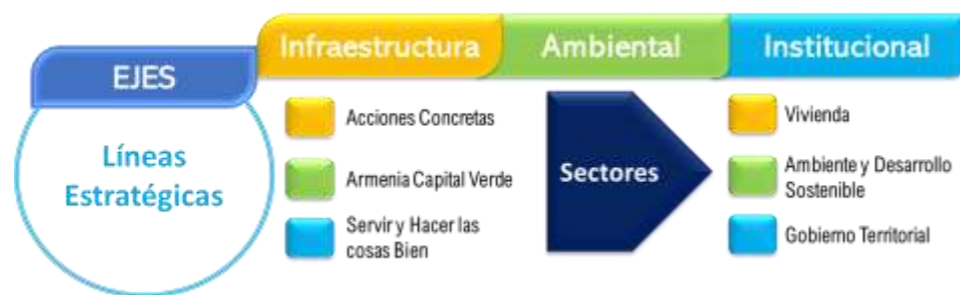 Infraestructura
Ambiental
Institucional
EJES
Líneas
Estratégicas
Acciones Concretas
Armenia Capital Verde
Servir y Hacer las
cosas Bien
Sectores
Vivienda
Ambiente y Desarrollo
Sostenible
Gobierno Territorial